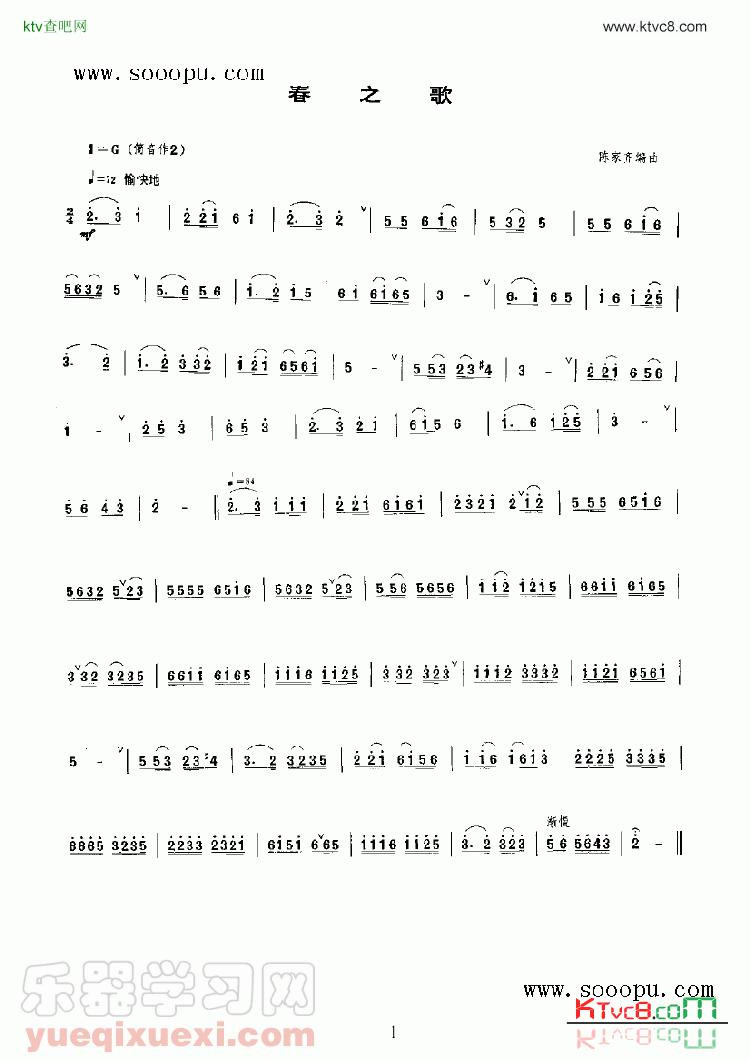 ktv查吧网 www.ktvc8.com
www.sooopu.com
春 之 歌
1=G (筒音作2)
陈家齐编曲
愉快地
2/4 2. 3 1 | 2 2 1 6 1 | 2. 3 2 | 5 5 6 1 6 | 5 3 2 5 | 5 5 6 1 6 |
mf
5 6 3 2 5 | 5. 6 5 6 | 1. 2 1 5 6 1 6 1 6 5 | 3 - | 6. 1 6 5 | 1 6 1 2 5 |
3. 2 | 1. 2 3 3 2 | 1 2 1 6 5 6 1 | 5 - | 5 5 3 2 3 #4 | 3 - | 2 2 1 6 5 6 |
1 - | 2 5 3 | 6 5 3 | 2. 3 2 1 | 6 1 5 6 | 1. 6 1 2 5 | 3 - |
♩=84
5 6 4 3 | 2 - || 2. 3 1 1 1 | 2 2 1 6 1 6 1 | 2 3 2 1 2 1 2 | 5 5 5 6 5 1 6 |
5 6 3 2 5 2 3 | 5 5 5 5 6 5 1 6 | 5 6 3 2 5 2 3 | 5 6 5 6 5 6 5 6 | 1 1 2 1 2 1 5 | 6 6 1 1 6 1 6 5 |
3 3 2 3 2 3 5 | 6 6 1 1 6 1 6 5 | 1 1 1 6 1 1 2 5 | 3 3 2 3 2 3 | 1 1 1 2 3 3 3 2 | 1 1 2 1 6 5 6 1 |
5 - | 5 5 3 2 3 #4 | 3. 2 3 2 3 5 | 2 2 1 6 1 5 6 | 1 1 6 1 6 1 3 2 2 2 5 3 2 3 5 |
渐慢
6 6 6 5 3 2 3 5 | 2 2 3 3 2 3 2 1 | 6 1 5 1 6 6 5 | 1 1 1 6 1 1 2 5 | 3. 2 3 2 3 | 5 6 5 6 4 3 | 2 - ||
乐器学习网
yueqixuexi.com
www.sooopu.com
KTvc8.com
1